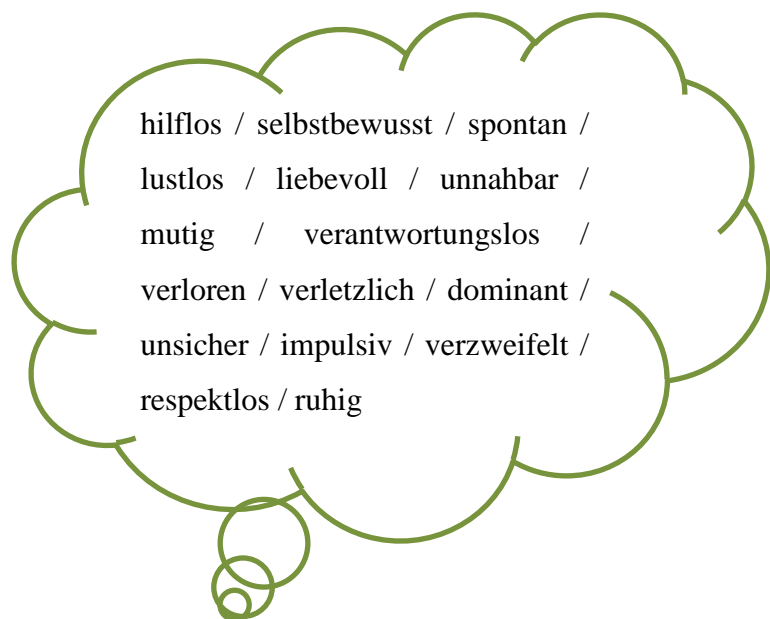 hilflos / selbstbewusst / spontan /
lustlos / liebevoll / unnahbar /
mutig / verantwortungslos /
verloren / verletzlich / dominant /
unsicher / impulsiv / verzweifelt /
respektlos / ruhig